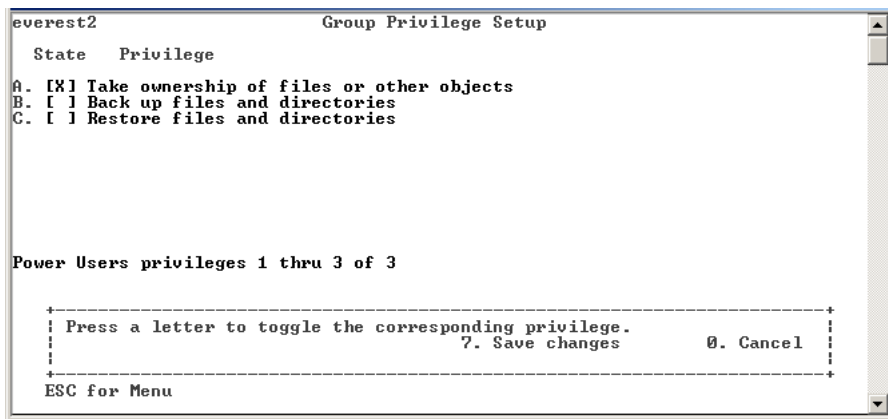 everest2 Group Privilege Setup
State Privilege
A. [X] Take ownership of files or other objects
B. [ ] Back up files and directories
C. [ ] Restore files and directories
Power Users privileges 1 thru 3 of 3
Press a letter to toggle the corresponding privilege.
7. Save changes 0. Cancel
ESC for Menu